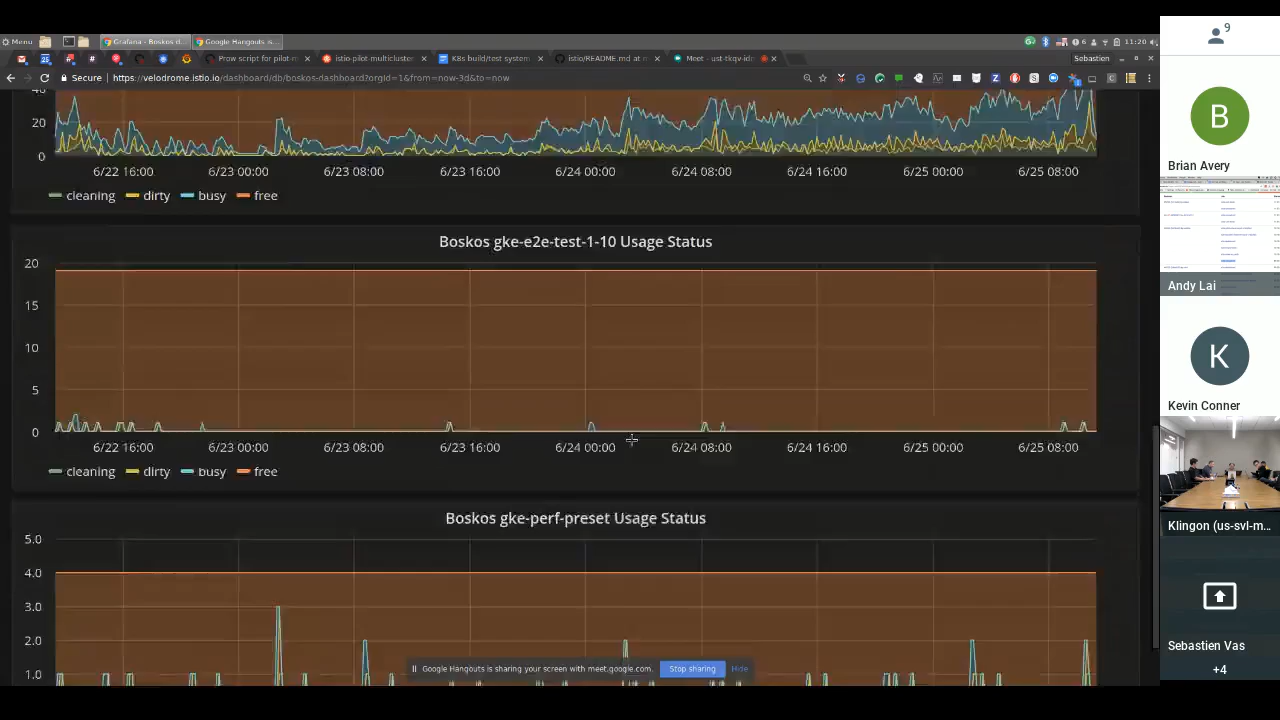 Menu
Grafana - Boskos d...
Google Hangouts is...
6
11:20
Prow script for pilot-m
istio-pilot-multicluster
K8s build/test system
istio/README.md at m
Meet - ust-tkqv-id
Sebastien
Secure
https://velodrome.istio.io/dashboard/db/boskos-dashboard?orgId=1&from=now-3d&to=now
40
20
0
6/22 16:00 6/23 00:00 6/23 08:00 6/23 16:00 6/24 00:00 6/24 08:00 6/24 16:00 6/25 00:00 6/25 08:00
cleaning dirty busy free
Boskos gke-e2e-test-1-10 Usage Status
20
15
10
5
0
6/22 16:00 6/23 00:00 6/23 08:00 6/23 16:00 6/24 00:00 6/24 08:00 6/24 16:00 6/25 00:00 6/25 08:00
cleaning dirty busy free
Boskos gke-perf-preset Usage Status
5.0
4.0
3.0
2.0
1.0
Google Hangouts is sharing your screen with meet.google.com.
Stop sharing
Hide
9
B
Brian Avery
Andy Lai
K
Kevin Conner
Klingon (us-svl-m...
Sebastien Vas
+4